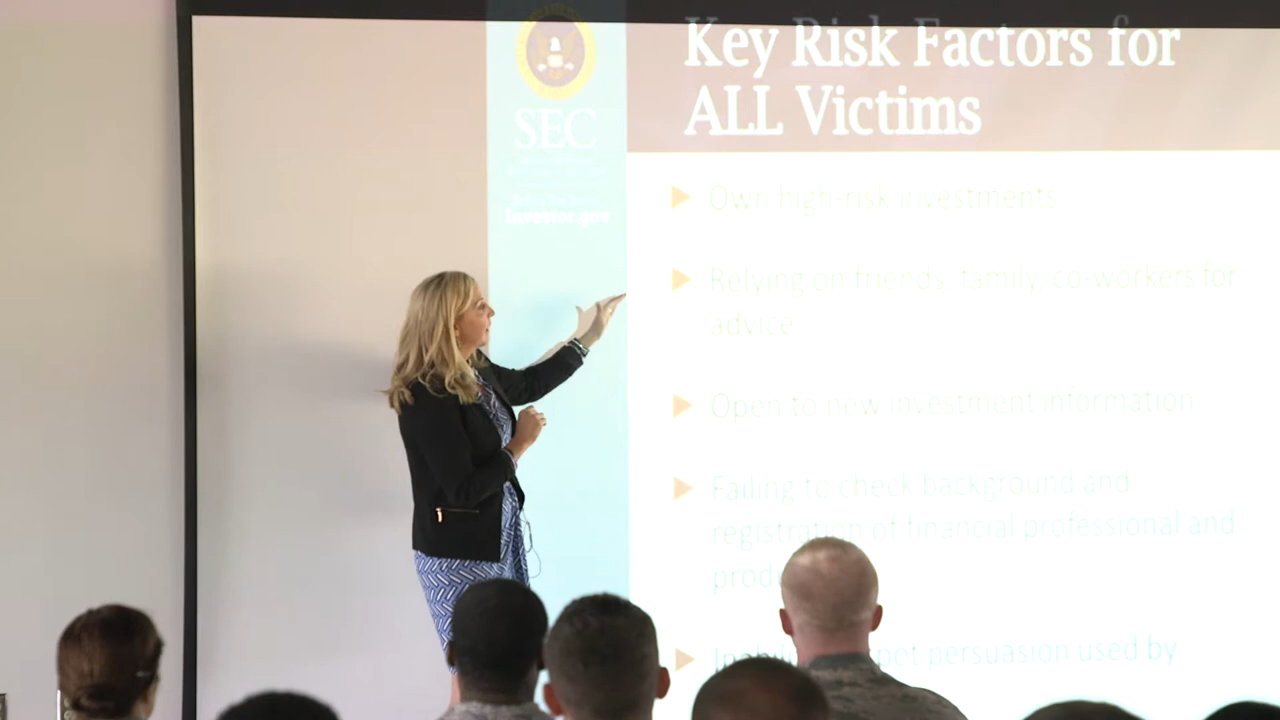 SEC
Investor.gov
Key Risk Factors for
ALL Victims
Own high risk investments
Relying on friends, family, co-workers for
advice
Open to new investment information
Failing to check background and
registration of financial professional and
spot persuasion used by